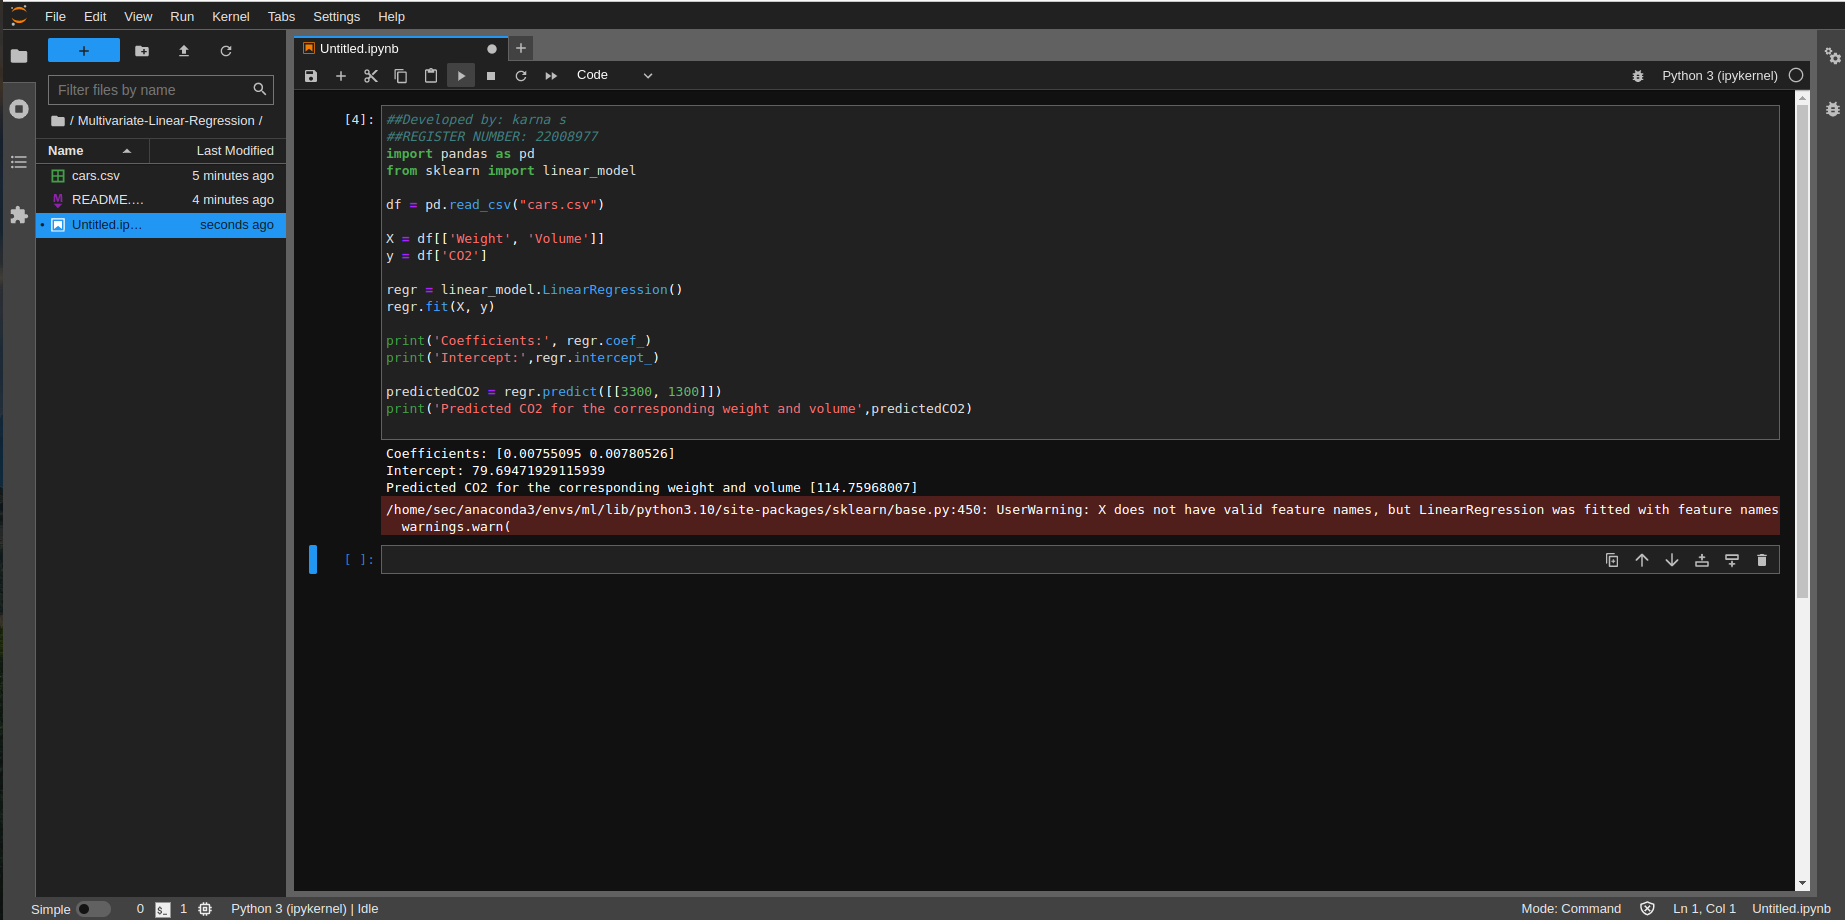 File Edit View Run Kernel Tabs Settings Help
Filter files by name
/ Multivariate-Linear-Regression /
Name Last Modified
cars.csv 5 minutes ago
README.... 4 minutes ago
Untitled.ip... seconds ago
Untitled.ipynb
Code
Python 3 (ipykernel)
[4]:
##Developed by: karna s
##REGISTER NUMBER: 22008977
import pandas as pd
from sklearn import linear_model
df = pd.read_csv("cars.csv")
X = df[['Weight', 'Volume']]
y = df['CO2']
regr = linear_model.LinearRegression()
regr.fit(X, y)
print('Coefficients:', regr.coef_)
print('Intercept:',regr.intercept_)
predictedCO2 = regr.predict([[3300, 1300]])
print('Predicted CO2 for the corresponding weight and volume',predictedCO2)
Coefficients: [0.00755095 0.00780526]
Intercept: 79.69471929115939
Predicted CO2 for the corresponding weight and volume [114.75968007]
/home/sec/anaconda3/envs/ml/lib/python3.10/site-packages/sklearn/base.py:450: UserWarning: X does not have valid feature names, but LinearRegression was fitted with feature names
warnings.warn(
[ ]:
Simple 0 $_ 1 Python 3 (ipykernel) | Idle Mode: Command Ln 1, Col 1 Untitled.ipynb